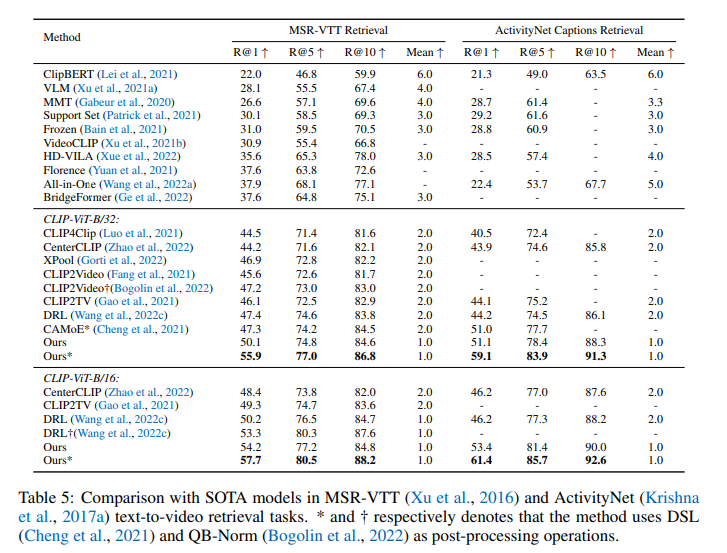 Method MSR-VTT Retrieval ActivityNet Captions Retrieval
R@1 ↑ R@5 ↑ R@10 ↑ Mean ↑ R@1 ↑ R@5 ↑ R@10 ↑ Mean ↑
ClipBERT (Lei et al., 2021) 22.0 46.8 59.9 6.0 21.3 49.0 63.5 6.0
VLM (Xu et al., 2021a) 28.1 55.5 67.4 4.0 - - - -
MMT (Gabeur et al., 2020) 26.6 57.1 69.6 4.0 28.7 61.4 - 3.3
Support Set (Patrick et al., 2021) 30.1 58.5 69.3 3.0 29.2 61.6 - 3.0
Frozen (Bain et al., 2021) 31.0 59.5 70.5 3.0 28.8 60.9 - 3.0
VideoCLIP (Xu et al., 2021b) 30.9 55.4 66.8 - - - - -
HD-VILA (Xue et al., 2022) 35.6 65.3 78.0 3.0 28.5 57.4 - 4.0
Florence (Yuan et al., 2021) 37.6 63.8 72.6 - - - - -
All-in-One (Wang et al., 2022a) 37.9 68.1 77.1 - 22.4 53.7 67.7 5.0
BridgeFormer (Ge et al., 2022) 37.6 64.8 75.1 3.0 - - - -
CLIP-ViT-B/32:
CLIP4Clip (Luo et al., 2021) 44.5 71.4 81.6 2.0 40.5 72.4 - 2.0
CenterCLIP (Zhao et al., 2022) 44.2 71.6 82.1 2.0 43.9 74.6 85.8 2.0
XPool (Gorti et al., 2022) 46.9 72.8 82.2 2.0 - - - -
CLIP2Video (Fang et al., 2021) 45.6 72.6 81.7 2.0 - - - -
CLIP2Video†(Bogolin et al., 2022) 47.2 73.0 83.0 2.0 - - - -
CLIP2TV (Gao et al., 2021) 46.1 72.5 82.9 2.0 44.1 75.2 - 2.0
DRL (Wang et al., 2022c) 47.4 74.6 83.8 2.0 44.2 74.5 86.1 2.0
CAMoE* (Cheng et al., 2021) 47.3 74.2 84.5 2.0 51.0 77.7 - -
Ours 50.1 74.8 84.6 1.0 51.1 78.4 88.3 1.0
Ours* 55.9 77.0 86.8 1.0 59.1 83.9 91.3 1.0
CLIP-ViT-B/16:
CenterCLIP (Zhao et al., 2022) 48.4 73.8 82.0 2.0 46.2 77.0 87.6 2.0
CLIP2TV (Gao et al., 2021) 49.3 74.7 83.6 2.0 - - - -
DRL (Wang et al., 2022c) 50.2 76.5 84.7 1.0 46.2 77.3 88.2 2.0
DRL†(Wang et al., 2022c) 53.3 80.3 87.6 1.0 - - - -
Ours 54.2 77.2 84.8 1.0 53.4 81.4 90.0 1.0
Ours* 57.7 80.5 88.2 1.0 61.4 85.7 92.6 1.0
Table 5: Comparison with SOTA models in MSR-VTT (Xu et al., 2016) and ActivityNet (Krishna
et al., 2017a) text-to-video retrieval tasks. * and † respectively denotes that the method uses DSL
(Cheng et al., 2021) and QB-Norm (Bogolin et al., 2022) as post-processing operations.